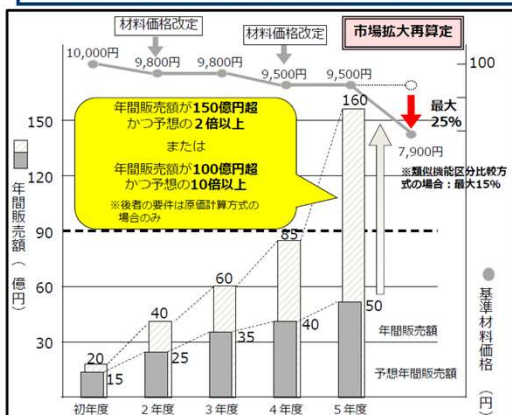 材料価格改定
材料価格改定
市場拡大再算定
10,000円
9,800円
9,800円
9,500円
9,500円
100
最大
25%
7,900円
※類似機能区分比較方
式の場合：最大15%
年間販売額が150億円超
かつ予想の2倍以上
または
年間販売額が100億円超
かつ予想の10倍以上
※後者の要件は原価計算方式の
場合のみ
150
120
90
60
30
年間販売額（億円）
20
15
40
25
60
35
85
40
160
50
年間販売額
予想年間販売額
基準材料価格（円）
初年度
2年度
3年度
4年度
5年度